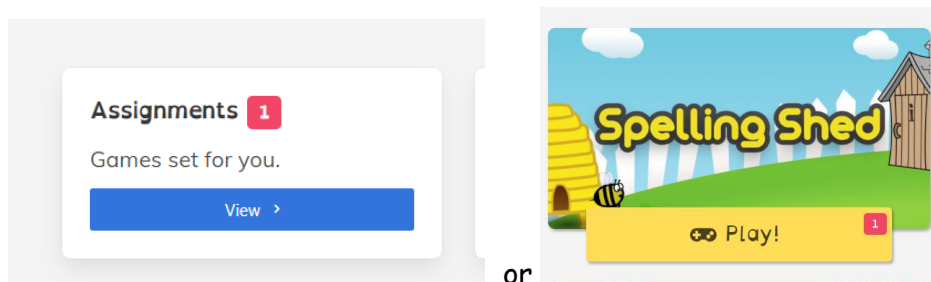 Assignments 1
Games set for you.
View >
or
Spelling Shed
Play! 1